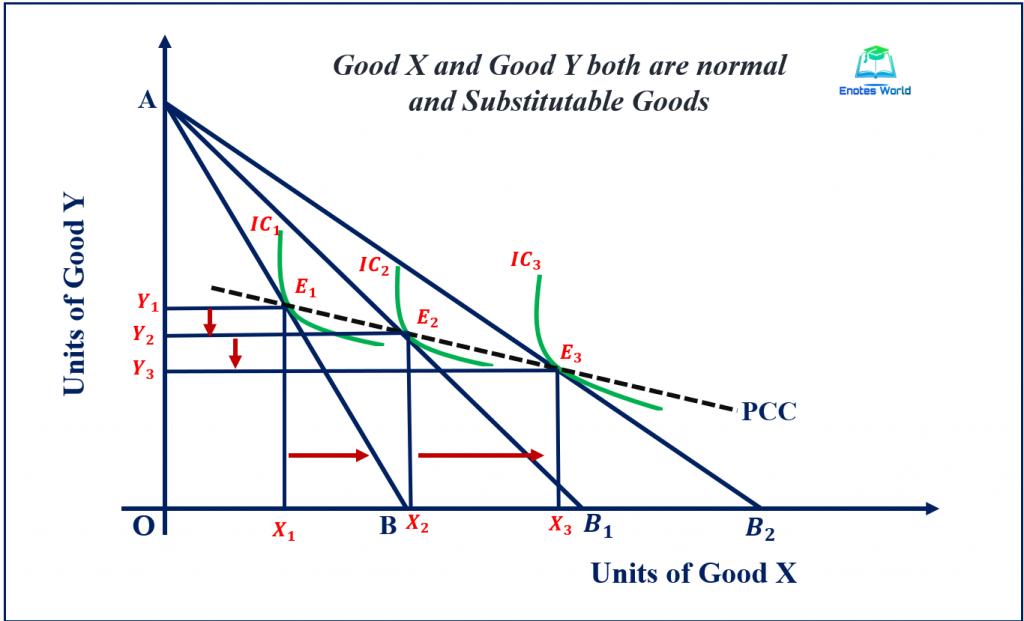 Good X and Good Y both are normal
and Substitutable Goods
Enotes World
A
Units of Good Y
IC₁
IC₂
IC₃
E₁
E₂
E₃
Y₁
Y₂
Y₃
PCC
O
X₁
B
X₂
X₃
B₁
B₂
Units of Good X